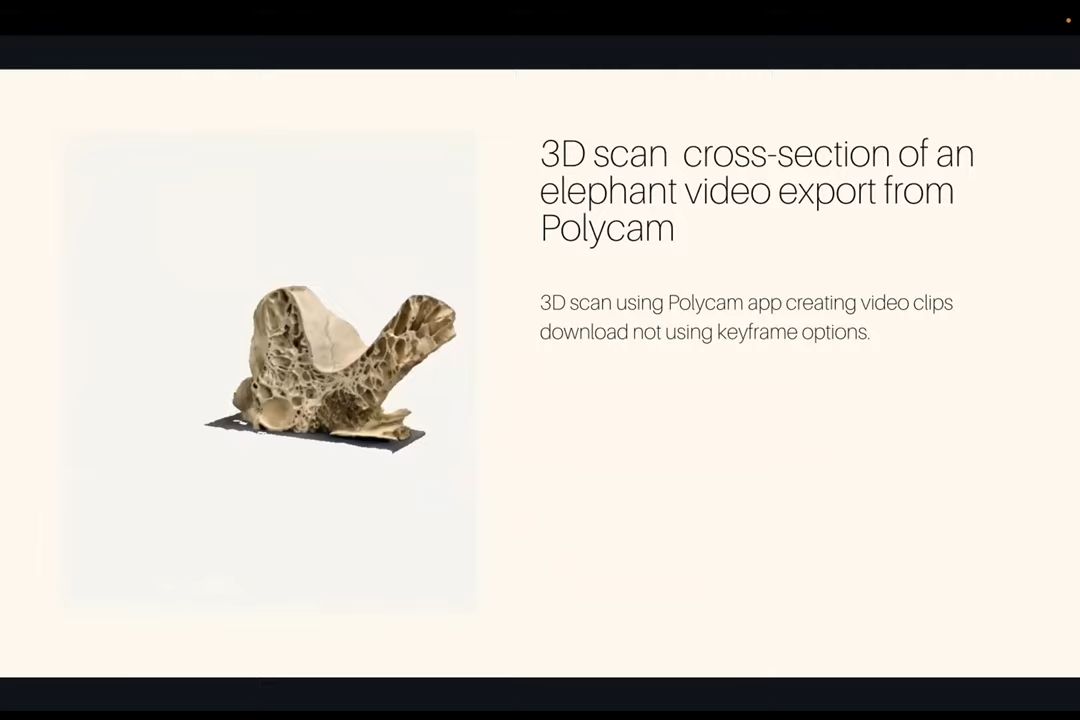 3D scan  cross-section of an
elephant video export from
Polycam
3D scan using Polycam app creating video clips
download not using keyframe options.